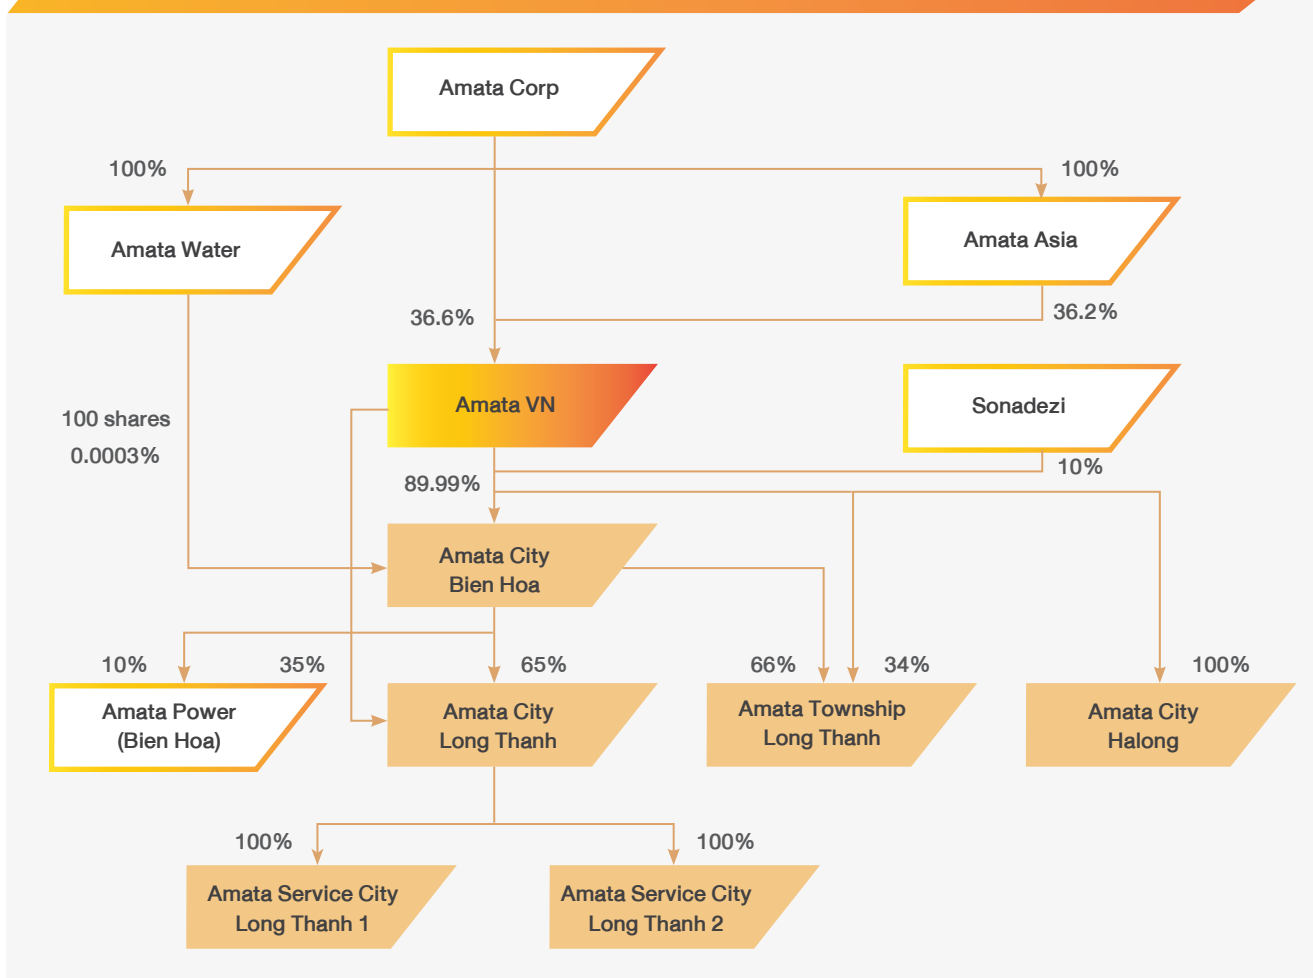 Amata Corp
100%
100%
Amata Water
Amata Asia
36.6%
36.2%
Amata VN
Sonadezi
100 shares
0.0003%
10%
89.99%
Amata City
Bien Hoa
10%
35%
65%
66%
34%
100%
Amata Power
(Bien Hoa)
Amata City
Long Thanh
Amata Township
Long Thanh
Amata City
Halong
100%
100%
Amata Service City
Long Thanh 1
Amata Service City
Long Thanh 2